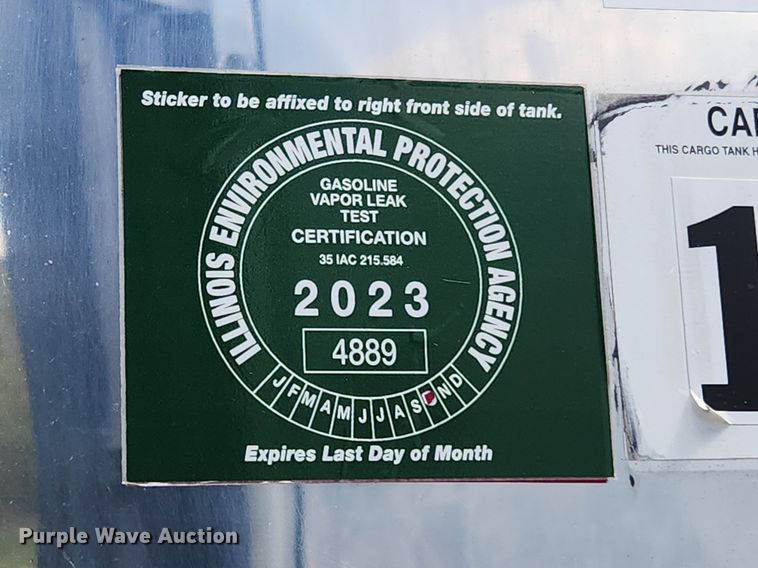 Sticker to be affixed to right front side of tank.
ILLINOIS ENVIRONMENTAL PROTECTION AGENCY
GASOLINE
VAPOR LEAK
TEST
CERTIFICATION
35 IAC 215.584
2023
4889
J F M A M J J A S N D
Expires Last Day of Month
CA
THIS CARGO TANK H
1
Purple Wave Auction